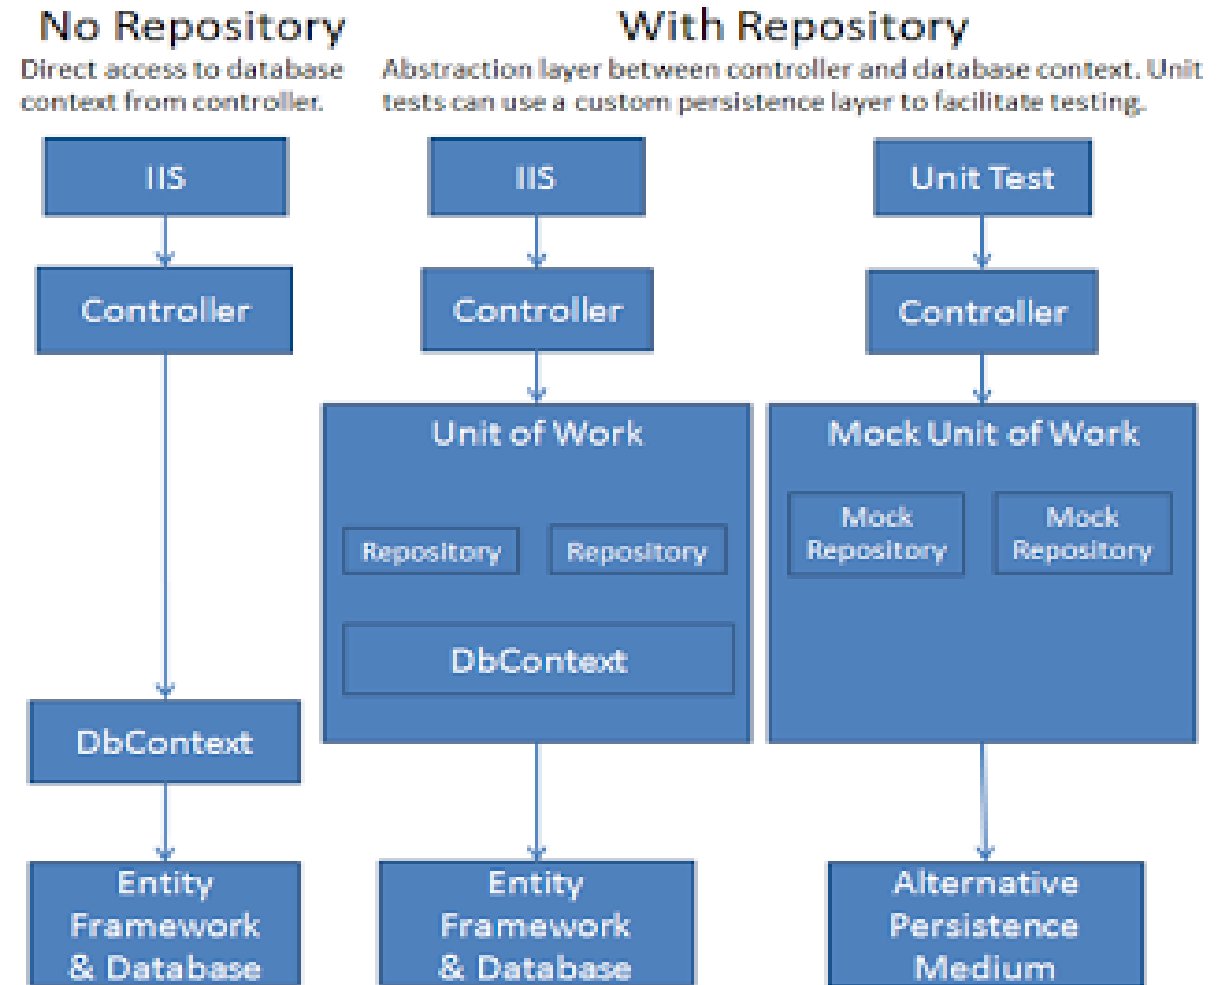 No Repository
Direct access to database
context from controller.
IIS
Controller
DbContext
Entity
Framework
& Database
With Repository
Abstraction layer between controller and database context. Unit
tests can use a custom persistence layer to facilitate testing.
IIS
Controller
Unit of Work
Repository
Repository
DbContext
Entity
Framework
& Database
Unit Test
Controller
Mock Unit of Work
Mock
Repository
Mock
Repository
Alternative
Persistence
Medium